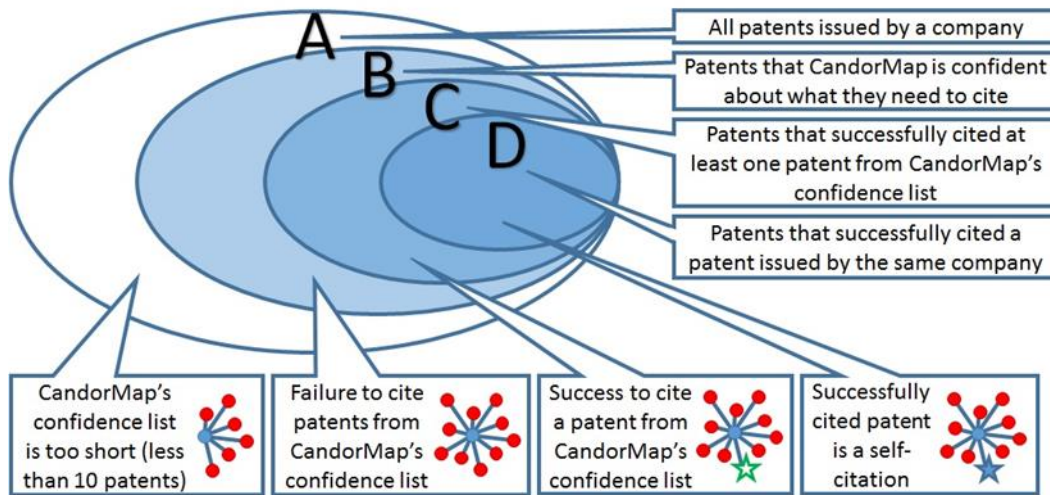 A
B
C
D
All patents issued by a company
Patents that CandorMap is confident
about what they need to cite
Patents that successfully cited at
least one patent from CandorMap's
confidence list
Patents that successfully cited a
patent issued by the same company
CandorMap's
confidence list
is too short (less
than 10 patents)
Failure to cite
patents from
CandorMap's
confidence list
Success to cite
a patent from
CandorMap's
confidence list
Successfully
cited patent
is a self-
citation